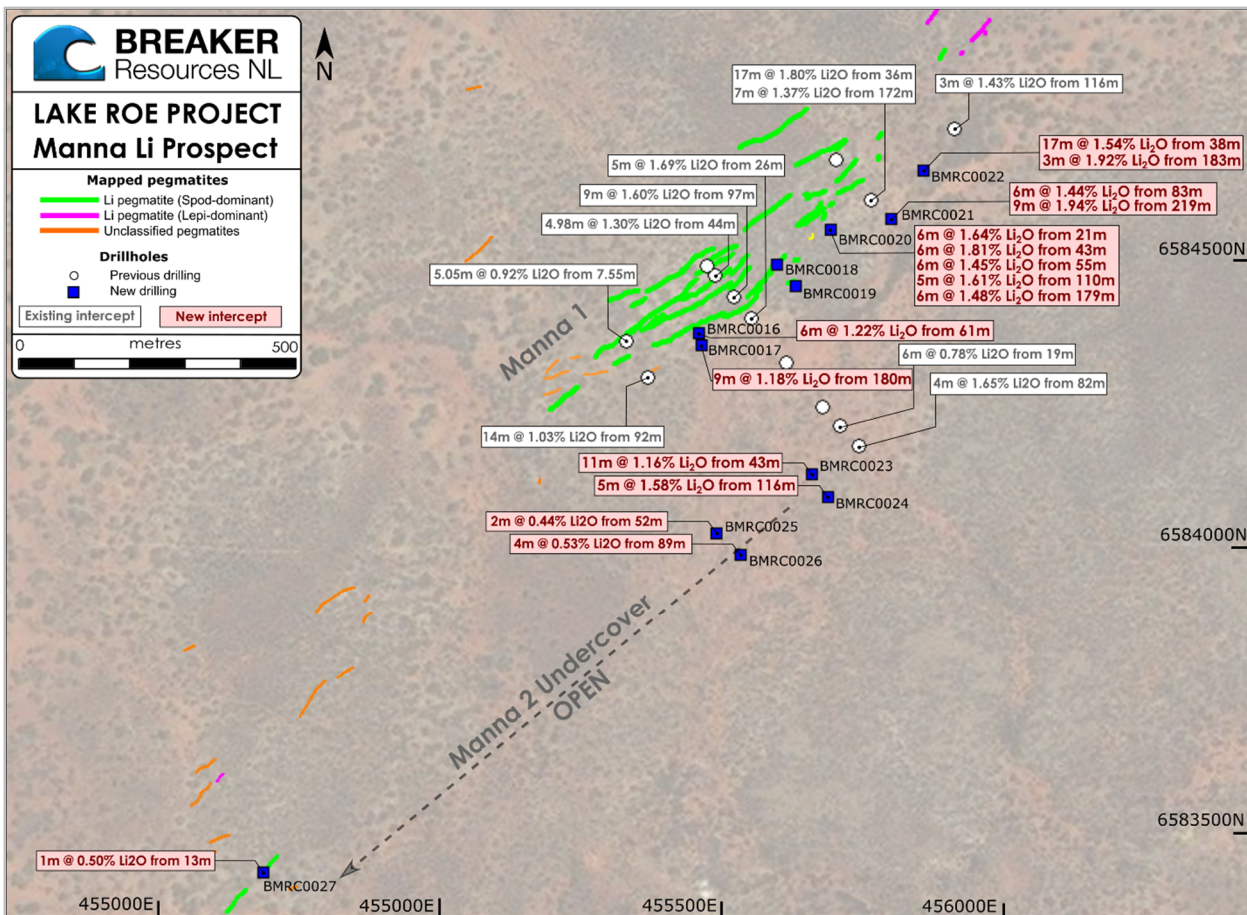 BREAKER
Resources NL
N
LAKE ROE PROJECT
Manna Li Prospect
Mapped pegmatites
Li pegmatite (Spod-dominant)
Li pegmatite (Lepi-dominant)
Unclassified pegmatites
Drillholes
Previous drilling
New drilling
Existing intercept
New intercept
0 metres 500
17m @ 1.80% Li2O from 36m
7m @ 1.37% Li2O from 172m
3m @ 1.43% Li2O from 116m
17m @ 1.54% Li₂O from 38m
3m @ 1.92% Li₂O from 183m
BMRC0022
5m @ 1.69% Li2O from 26m
9m @ 1.60% Li2O from 97m
6m @ 1.44% Li₂O from 83m
9m @ 1.94% Li₂O from 219m
BMRC0021
4.98m @ 1.30% Li2O from 44m
BMRC0020
6m @ 1.64% Li₂O from 21m
6m @ 1.81% Li₂O from 43m
6m @ 1.45% Li₂O from 55m
5m @ 1.61% Li₂O from 110m
6m @ 1.48% Li₂O from 179m
6584500N
5.05m @ 0.92% Li2O from 7.55m
BMRC0018
BMRC0019
Manna 1
BMRC0016
6m @ 1.22% Li₂O from 61m
BMRC0017
6m @ 0.78% Li2O from 19m
9m @ 1.18% Li₂O from 180m
4m @ 1.65% Li2O from 82m
14m @ 1.03% Li2O from 92m
11m @ 1.16% Li₂O from 43m
BMRC0023
5m @ 1.58% Li₂O from 116m
BMRC0024
2m @ 0.44% Li2O from 52m
BMRC0025
6584000N
4m @ 0.53% Li2O from 89m
BMRC0026
Manna 2 Undercover
OPEN
6583500N
1m @ 0.50% Li2O from 13m
BMRC0027
455000E
455000E
455500E
456000E